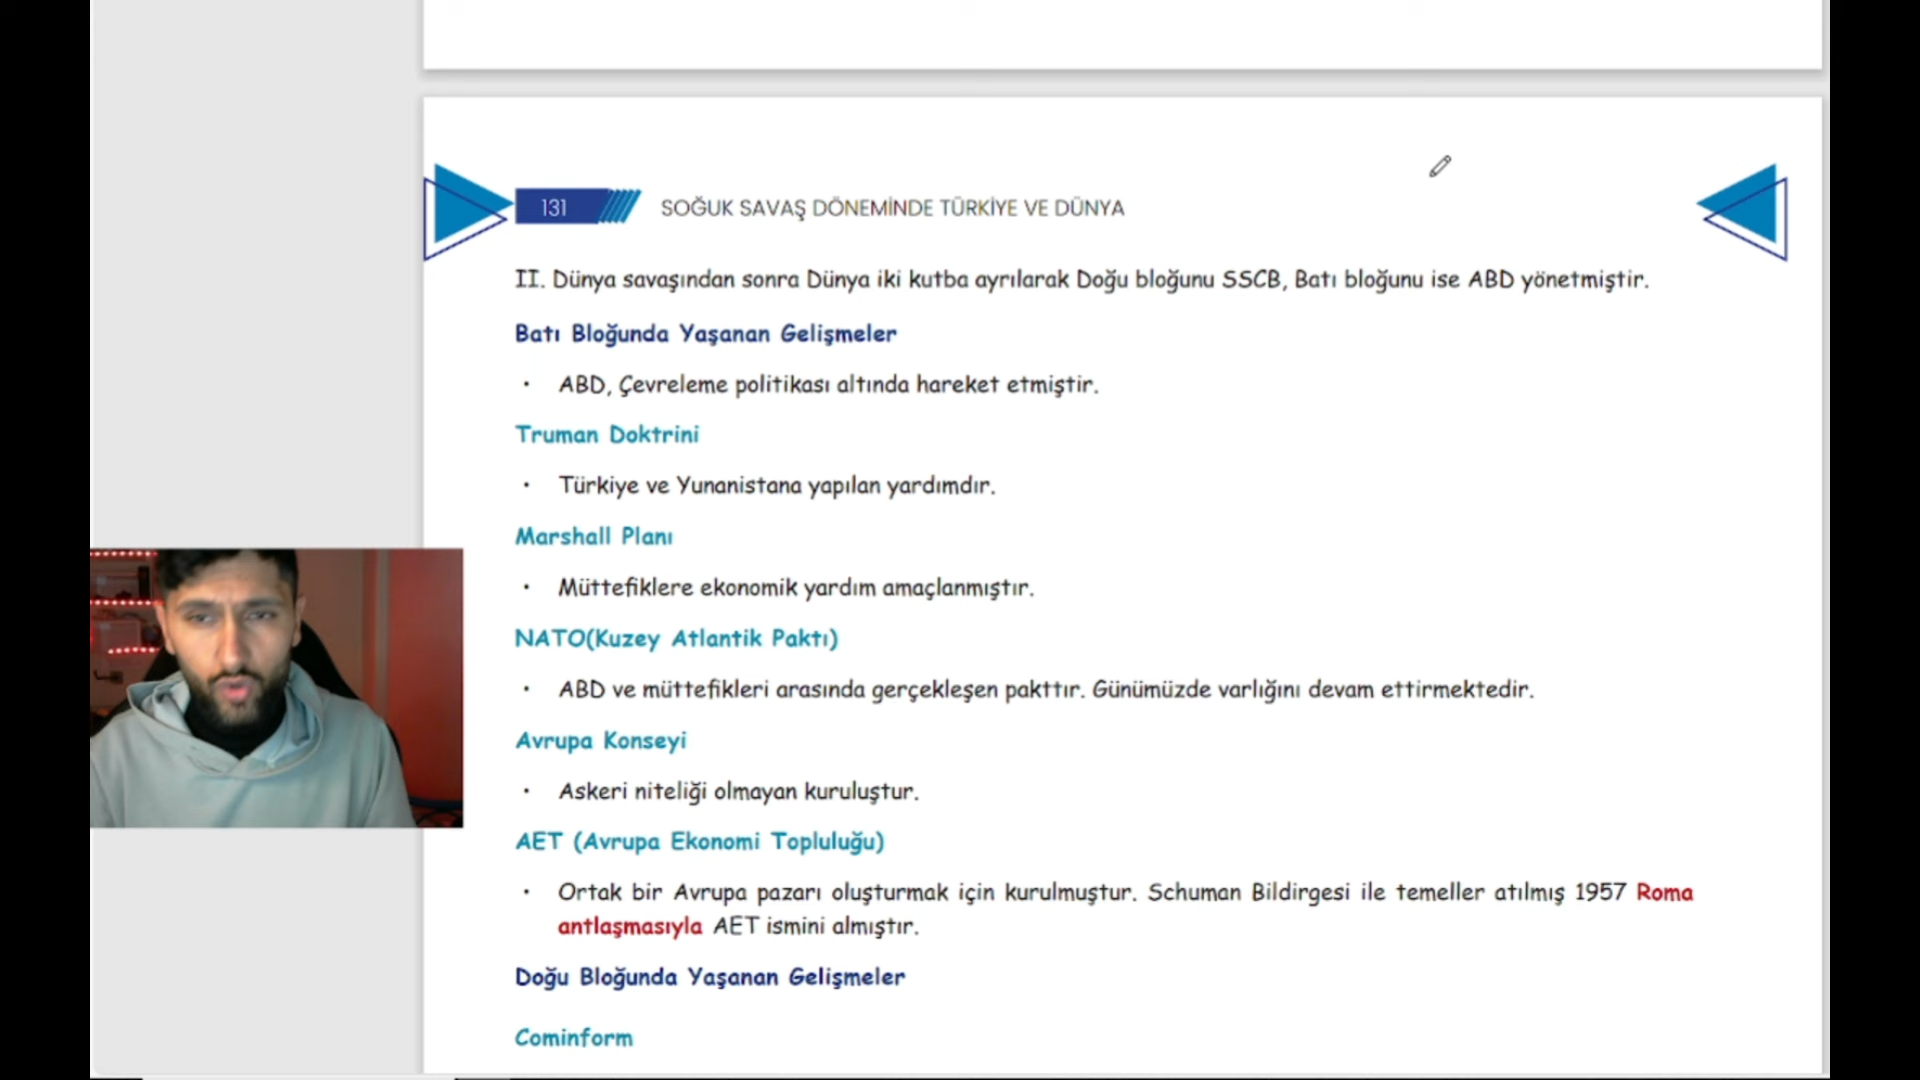 131 SOĞUK SAVAŞ DÖNEMİNDE TÜRKİYE VE DÜNYA
II. Dünya savaşından sonra Dünya iki kutba ayrılarak Doğu bloğunu SSCB, Batı bloğunu ise ABD yönetmiştir.
Batı Bloğunda Yaşanan Gelişmeler
• ABD, Çevreleme politikası altında hareket etmiştir.
Truman Doktrini
• Türkiye ve Yunanistana yapılan yardımdır.
Marshall Planı
• Müttefiklere ekonomik yardım amaçlanmıştır.
NATO(Kuzey Atlantik Paktı)
• ABD ve müttefikleri arasında gerçekleşen pakttır. Günümüzde varlığını devam ettirmektedir.
Avrupa Konseyi
• Askeri niteliği olmayan kuruluştur.
AET (Avrupa Ekonomi Topluluğu)
• Ortak bir Avrupa pazarı oluşturmak için kurulmuştur. Schuman Bildirgesi ile temeller atılmış 1957 Roma
antlaşmasıyla AET ismini almıştır.
Doğu Bloğunda Yaşanan Gelişmeler
Cominform